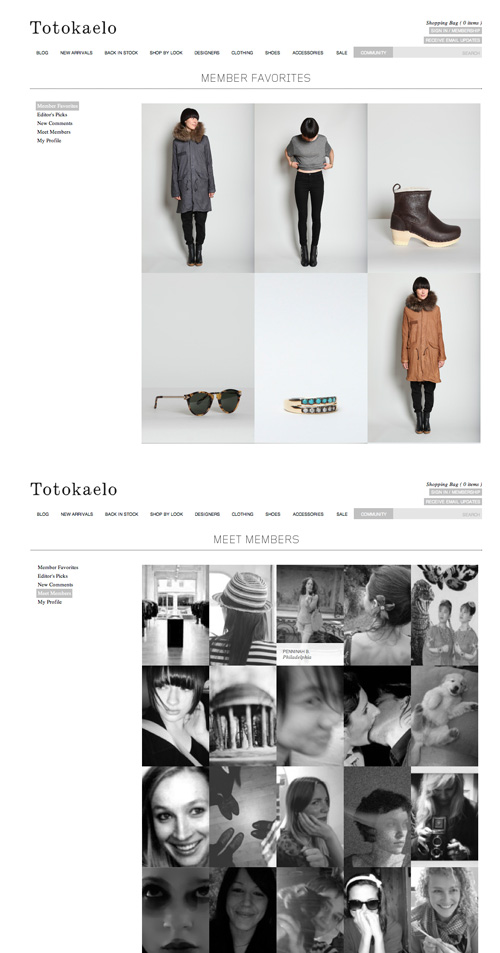 Totokaelo
Shopping Bag ( 0 items )
SIGN IN / MEMBERSHIP
RECEIVE EMAIL UPDATES
BLOG NEW ARRIVALS BACK IN STOCK SHOP BY LOOK DESIGNERS CLOTHING SHOES ACCESSORIES SALE COMMUNITY SEARCH
MEMBER FAVORITES
Member Favorites
Editor's Picks
New Comments
Meet Members
My Profile
Totokaelo
Shopping Bag ( 0 items )
SIGN IN / MEMBERSHIP
RECEIVE EMAIL UPDATES
BLOG NEW ARRIVALS BACK IN STOCK SHOP BY LOOK DESIGNERS CLOTHING SHOES ACCESSORIES SALE COMMUNITY SEARCH
MEET MEMBERS
Member Favorites
Editor's Picks
New Comments
Meet Members
My Profile
PENNINAH B.
Philadelphia